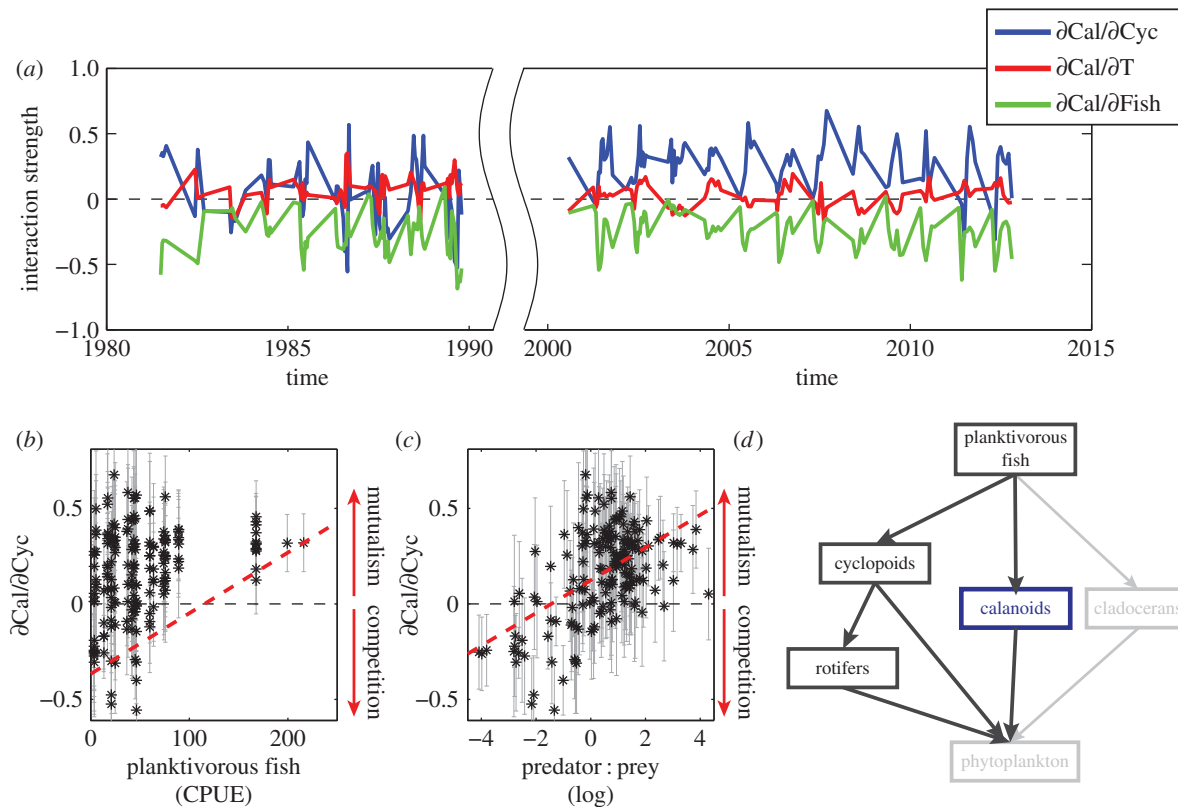 ∂Cal/∂Cyc
∂Cal/∂T
∂Cal/∂Fish
(a)
1.0
0.5
0
−0.5
−1.0
interaction strength
1980
1985
1990
2000
2005
2010
2015
time
time
(b)
0.5
0
−0.5
∂Cal/∂Cyc
0
100
200
planktivorous fish
(CPUE)
mutualism
competition
(c)
0.5
0
−0.5
∂Cal/∂Cyc
−4
−2
0
2
4
predator : prey
(log)
mutualism
competition
(d)
planktivorous
fish
cyclopoids
calanoids
cladocerans
rotifers
phytoplankton